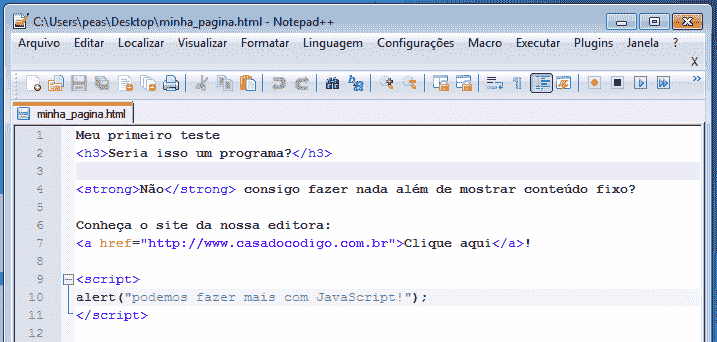 C:\Users\peas\Desktop\minha_pagina.html - Notepad++
Arquivo Editar Localizar Visualizar Formatar Linguagem Configurações Macro Executar Plugins Janela ?
X
minha_pagina.html
1 Meu primeiro teste
2 <h3>Seria isso um programa?</h3>
3
4 <strong>Não</strong> consigo fazer nada além de mostrar conteúdo fixo?
5
6 Conheça o site da nossa editora:
7 <a href="http://www.casadocodigo.com.br">Clique aqui</a>!
8
9 <script>
10 alert("podemos fazer mais com JavaScript!");
11 </script>
12